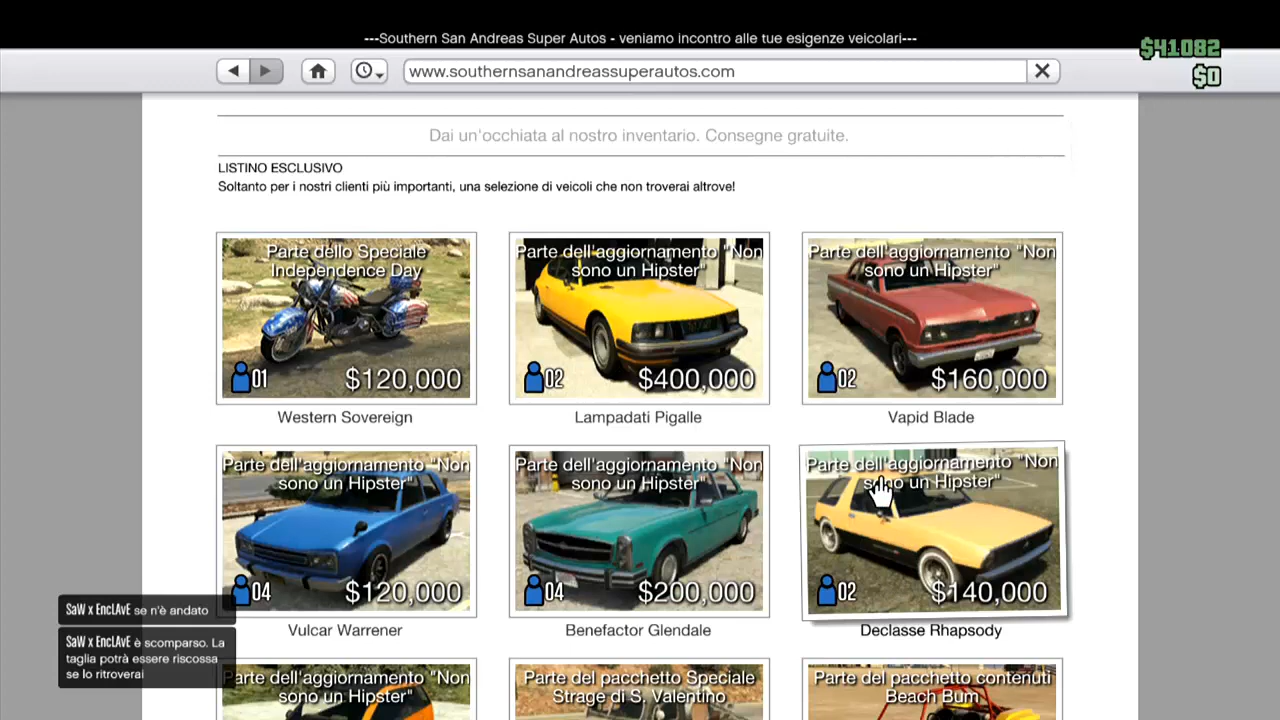 ---Southern San Andreas Super Autos - veniamo incontro alle tue esigenze veicolari---
$41082
$0
www.southernsanandreassuperautos.com
Dai un'occhiata al nostro inventario. Consegne gratuite.
LISTINO ESCLUSIVO
Soltanto per i nostri clienti più importanti, una selezione di veicoli che non troverai altrove!
Parte dello Speciale
Independence Day
01 $120,000
Western Sovereign
Parte dell'aggiornamento "Non
sono un Hipster"
02 $400,000
Lampadati Pigalle
Parte dell'aggiornamento "Non
sono un Hipster"
02 $160,000
Vapid Blade
Parte dell'aggiornamento "Non
sono un Hipster"
04 $120,000
Vulcar Warrener
Parte dell'aggiornamento "Non
sono un Hipster"
04 $200,000
Benefactor Glendale
Parte dell'aggiornamento "Non
sono un Hipster"
02 $140,000
Declasse Rhapsody
SaW x EnclAvE se n'è andato
SaW x EnclAvE è scomparso. La
taglia potrà essere riscossa
se lo ritroverai
Parte dell'aggiornamento "Non
sono un Hipster"
Parte del pacchetto Speciale
Strage di S. Valentino
Parte del pacchetto contenuti
Beach Bum